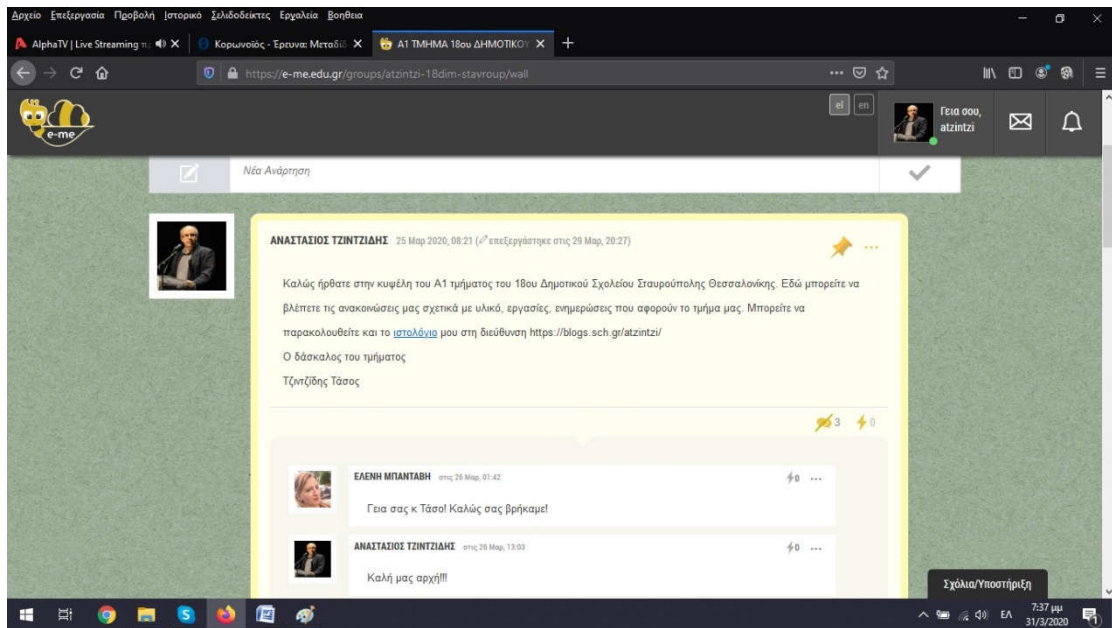 Αρχείο Επεξεργασία Προβολή Ιστορικό Σελιδοδείκτες Εργαλεία Βοήθεια
AlphaTV | Live Streaming
Κορωνοϊός - Έρευνα: Μεταδίδ
Α1 ΤΜΗΜΑ 18ου ΔΗΜΟΤΙΚΟΥ
https://e-me.edu.gr/groups/atzintzi-18dim-stavroup/wall
e-me
el en
Γεια σου,
atzintzi
Νέα Ανάρτηση
ΑΝΑΣΤΑΣΙΟΣ ΤΖΙΝΤΖΙΔΗΣ 25 Μαρ 2020, 08:21 (επεξεργάστηκε στις 29 Μαρ, 20:27)
Καλώς ήρθατε στην κυψέλη του Α1 τμήματος του 18ου Δημοτικού Σχολείου Σταυρούπολης Θεσσαλονίκης. Εδώ μπορείτε να
βλέπετε τις ανακοινώσεις μας σχετικά με υλικό, εργασίες, ενημερώσεις που αφορούν το τμήμα μας. Μπορείτε να
παρακολουθείτε και το ιστολόγιο μου στη διεύθυνση https://blogs.sch.gr/atzintzi/
Ο δάσκαλος του τμήματος
Τζιντζίδης Τάσος
3 0
ΕΛΕΝΗ ΜΠΑΝΤΑΒΗ στις 26 Μαρ, 01:42
0
Γεια σας κ Τάσο! Καλώς σας βρήκαμε!
ΑΝΑΣΤΑΣΙΟΣ ΤΖΙΝΤΖΙΔΗΣ στις 26 Μαρ, 13:03
0
Καλή μας αρχή!!!
Σχόλια/Υποστήριξη
ΕΛ
7:37 μμ
31/3/2020